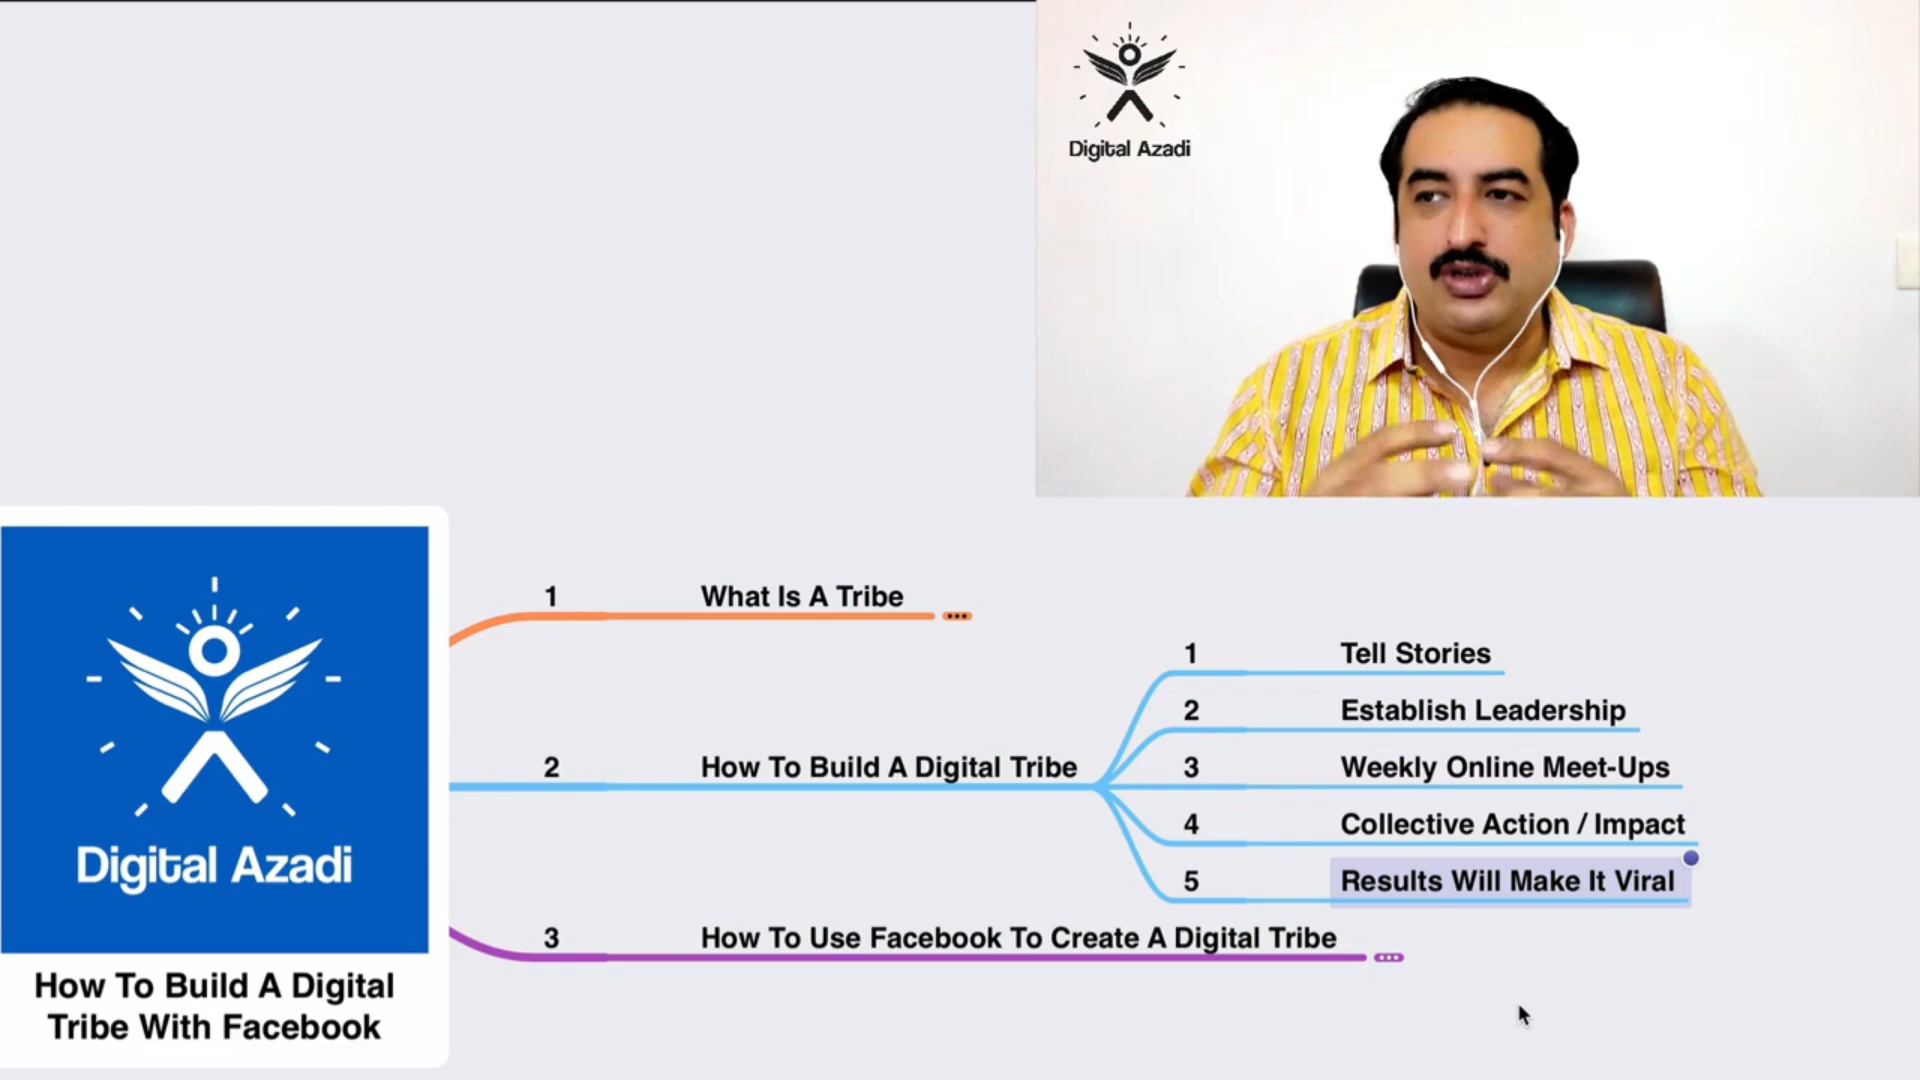 Digital Azadi
1 What Is A Tribe
2 How To Build A Digital Tribe
1 Tell Stories
2 Establish Leadership
3 Weekly Online Meet-Ups
4 Collective Action / Impact
5 Results Will Make It Viral
3 How To Use Facebook To Create A Digital Tribe
Digital Azadi
How To Build A Digital
Tribe With Facebook